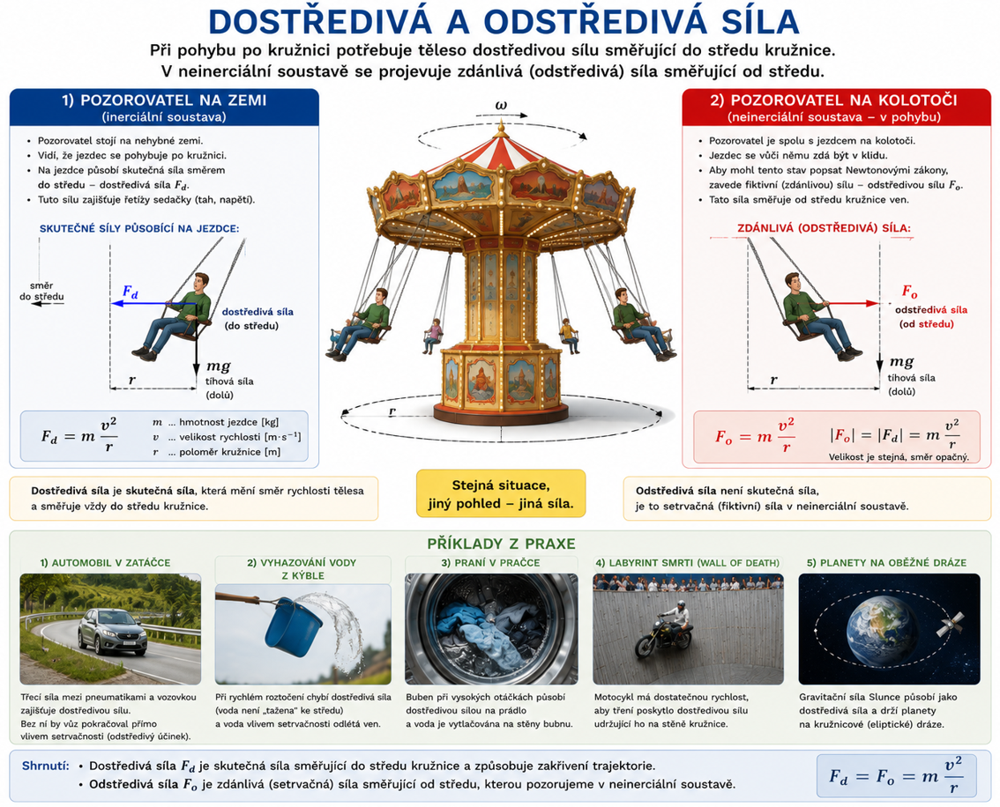 DOSTŘEDIVÁ A ODSTŘEDIVÁ SÍLA
Při pohybu po kružnici potřebuje těleso dostředivou sílu směřující do středu kružnice.
V neinerciální soustavě se projevuje zdánlivá (odstředivá) síla směřující od středu.
1) POZOROVATEL NA ZEMI
(inerciální soustava)
• Pozorovatel stojí na nehybné zemi.
• Vidí, že jezdec se pohybuje po kružnici.
• Na jezdce působí skutečná síla směrem
do středu – dostředivá síla F_d.
• Tuto sílu zajišťuje řetízy sedačky (tah, napětí).
SKUTEČNÉ SÍLY PŮSOBÍCÍ NA JEZDCE:
směr
do středu
F_d
dostředivá síla
(do středu)
mg
tíhová síla
(dolů)
r
F_d = m v²/r
m ... hmotnost jezdce [kg]
v ... velikost rychlosti [m·s⁻¹]
r ... poloměr kružnice [m]
ω
r
2) POZOROVATEL NA KOLOTOČI
(neinerciální soustava – v pohybu)
• Pozorovatel je spolu s jezdcem na kolotoči.
• Jezdec se vůči němu zdá být v klidu.
• Aby mohl tento stav popsat Newtonovými zákony,
zavede fiktivní (zdánlivou) sílu – odstředivou sílu F_o.
• Tato síla směřuje od středu kružnice ven.
ZDÁNLIVÁ (ODSTŘEDIVÁ) SÍLA:
F_o
odstředivá síla
(od středu)
mg
tíhová síla
(dolů)
r
F_o = m v²/r
|F_o| = |F_d| = m v²/r
Velikost je stejná, směr opačný.
Dostředivá síla je skutečná síla, která mění směr rychlosti tělesa
a směřuje vždy do středu kružnice.
Stejná situace,
jiný pohled – jiná síla.
Odstředivá síla není skutečná síla,
je to setrvačná (fiktivní) síla v neinerciální soustavě.
PŘÍKLADY Z PRAXE
1) AUTOMOBIL V ZATÁČCE
Třecí síla mezi pneumatikami a vozovkou
zajišťuje dostředivou sílu.
Bez ní by vůz pokračoval přímo
vlivem setrvačnosti (odstředivý účinek).
2) VYHAZOVÁNÍ VODY
Z KÝBLE
Při rychlém roztočení chybí dostředivá síla
(voda není „tažena" ke středu)
a voda vlivem setrvačnosti odlétá ven.
3) PRANÍ V PRAČCE
Buben při vysokých otáčkách působí
dostředivou sílou na prádlo
a voda je vytlačována na stěny bubnu.
4) LABYRINT SMRTI (WALL OF DEATH)
Motocykl má dostatečnou rychlost,
aby tření poskytlo dostředivou sílu
udržující ho na stěně kružnice.
5) PLANETY NA OBĚŽNÉ DRÁZE
Gravitační síla Slunce působí jako
dostředivá síla a drží planety
na kružnicové (eliptické) dráze.
Shrnutí: • Dostředivá síla F_d je skutečná síla směřující do středu kružnice a způsobuje zakřivení trajektorie.
• Odstředivá síla F_o je zdánlivá (setrvačná) síla směřující od středu, kterou pozorujeme v neinerciální soustavě.
F_d = F_o = m v²/r